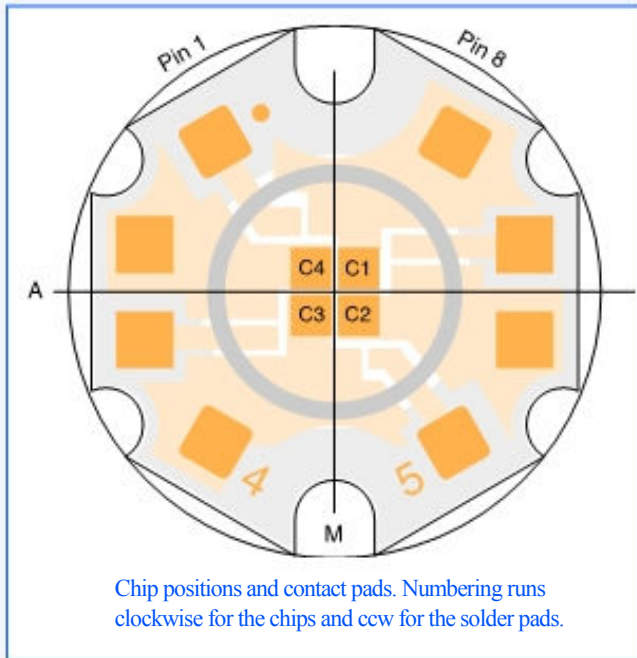 Pin 1
Pin 8
C4 C1
A
C3 C2
4
5
M
Chip positions and contact pads. Numbering runs
clockwise for the chips and ccw for the solder pads.